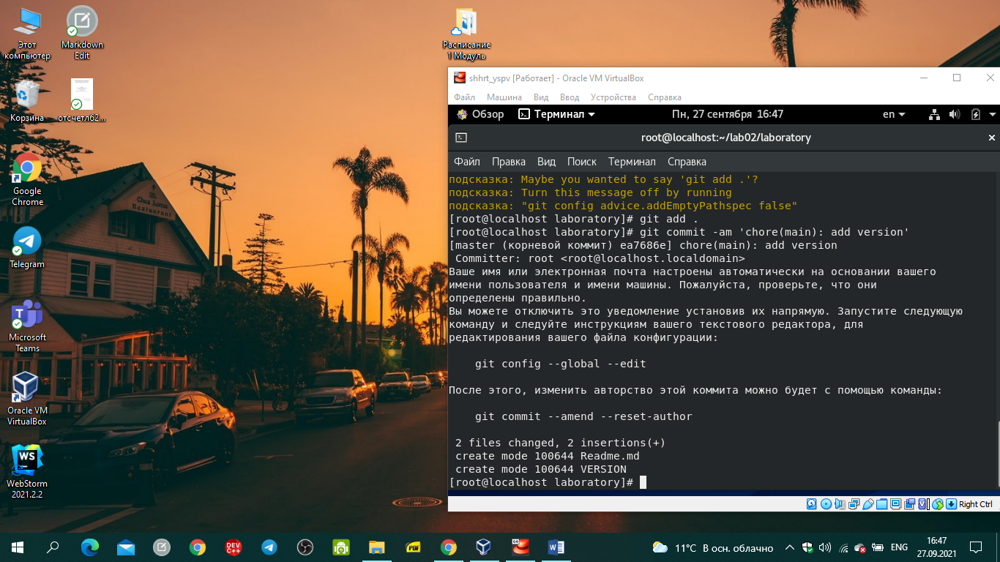 Этот
компьютер
Markdown
Edit
Корзина
отсчетлб2...
Google
Chrome
Telegram
Microsoft
Teams
Oracle VM
VirtualBox
WS
WebStorm
2021.2.2
Расписание
1 Модуль
Chez Loma
Restaurant
shhrt_yspv [Работает] - Oracle VM VirtualBox
Файл Машина Вид Ввод Устройства Справка
Обзор Терминал Пн, 27 сентября 16:47 en
root@localhost:~/lab02/laboratory
Файл Правка Вид Поиск Терминал Справка
подсказка: Maybe you wanted to say 'git add .'?
подсказка: Turn this message off by running
подсказка: "git config advice.addEmptyPathspec false"
[root@localhost laboratory]# git add .
[root@localhost laboratory]# git commit -am 'chore(main): add version'
[master (корневой коммит) ea7686e] chore(main): add version
Committer: root <root@localhost.localdomain>
Ваше имя или электронная почта настроены автоматически на основании вашего
имени пользователя и имени машины. Пожалуйста, проверьте, что они
определены правильно.
Вы можете отключить это уведомление установив их напрямую. Запустите следующую
команду и следуйте инструкциям вашего текстового редактора, для
редактирования вашего файла конфигурации:
git config --global --edit
После этого, изменить авторство этой коммита можно будет с помощью команды:
git commit --amend --reset-author
2 files changed, 2 insertions(+)
create mode 100644 Readme.md
create mode 100644 VERSION
[root@localhost laboratory]#
Right Ctrl
DEV
C++
PDF
64
W
11°C В осн. облачно
ENG
16:47
27.09.2021